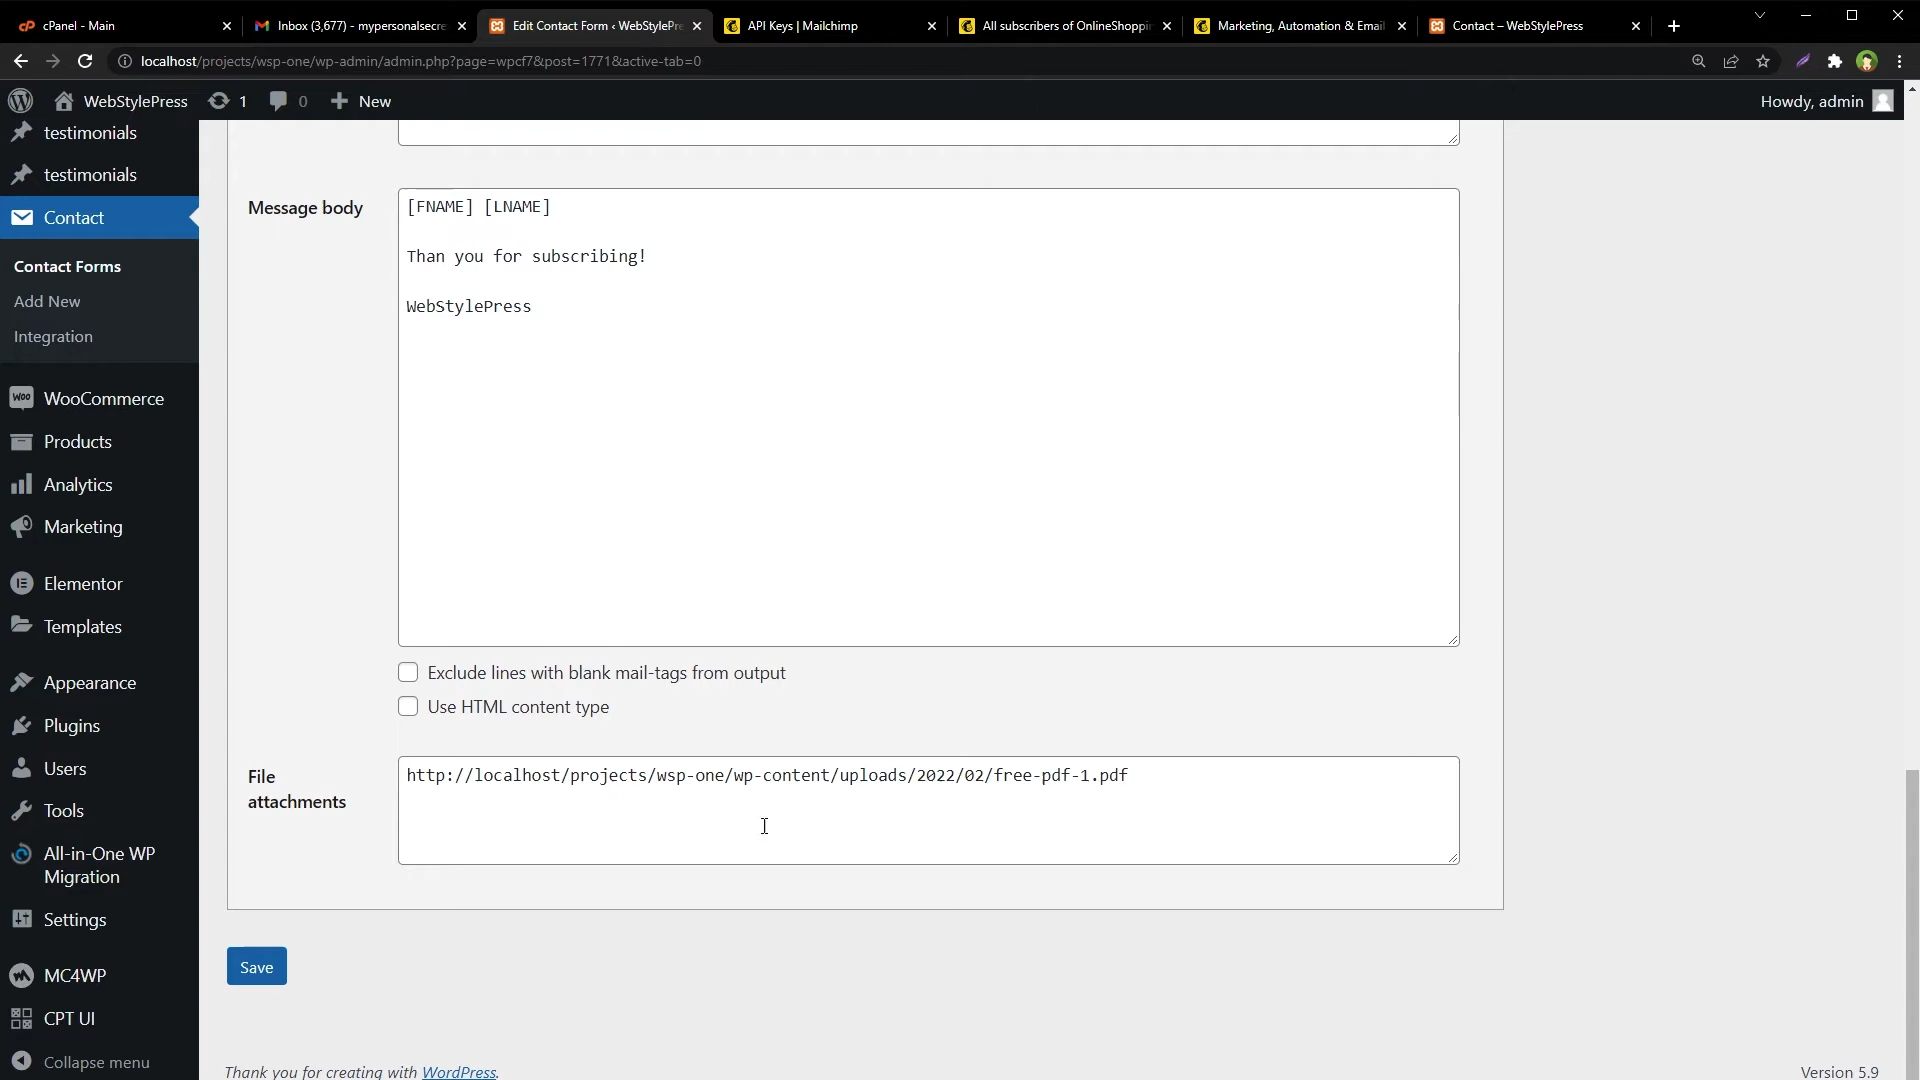 cPanel - Main
Inbox (3,677) - mypersonalsecre
Edit Contact Form ‹ WebStylePre
API Keys | Mailchimp
All subscribers of OnlineShoppin
Marketing, Automation & Email
Contact – WebStylePress
localhost/projects/wsp-one/wp-admin/admin.php?page=wpcf7&post=1771&active-tab=0
WebStylePress
1
0
New
Howdy, admin
testimonials
testimonials
Contact
Contact Forms
Add New
Integration
WooCommerce
Products
Analytics
Marketing
Elementor
Templates
Appearance
Plugins
Users
Tools
All-in-One WP
Migration
Settings
MC4WP
CPT UI
Collapse menu
Message body
[FNAME] [LNAME]
Than you for subscribing!
WebStylePress
Exclude lines with blank mail-tags from output
Use HTML content type
File
attachments
http://localhost/projects/wsp-one/wp-content/uploads/2022/02/free-pdf-1.pdf
Save
Thank you for creating with WordPress.
Version 5.9